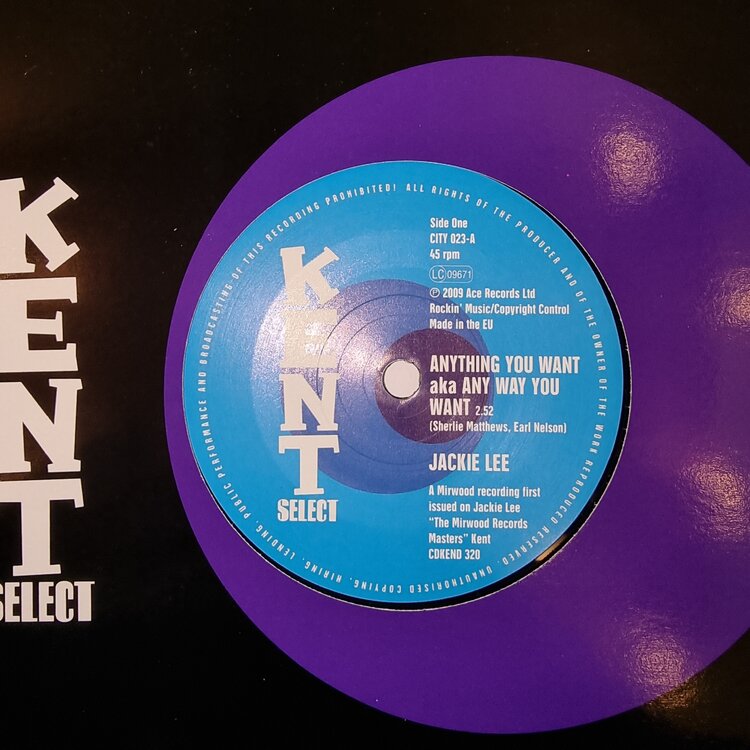 KENT
SELECT
KENT
SELECT
Side One
CITY 023-A
45 rpm
LC 09671
℗ 2009 Ace Records Ltd
Rockin' Music/Copyright Control
Made in the EU
ANYTHING YOU WANT
aka ANY WAY YOU
WANT 2.52
(Sherlie Matthews, Earl Nelson)
JACKIE LEE
A Mirwood recording first
issued on Jackie Lee
"The Mirwood Records
Masters" Kent
CDKEND 320
ALL RIGHTS OF THE PRODUCER AND OF THE OWNER OF THE WORK REPRODUCED RESERVED. UNAUTHORISED COPYING, HIRING, LENDING, PUBLIC PERFORMANCE AND BROADCASTING OF THIS RECORDING PROHIBITED!